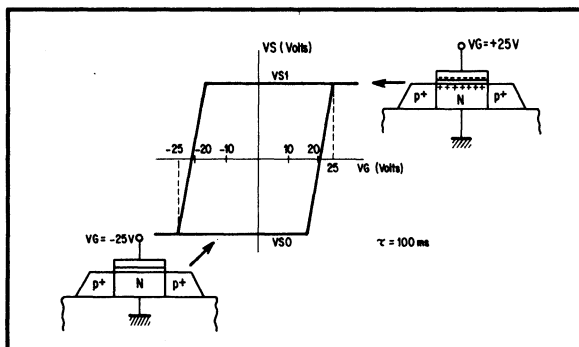 VS (Volts)
VG=+25V
VS1
- - - - - -
+ + + + + +
p+ N p+
-25 -20 -10 10 20
25
VG (Volts)
VG=-25V
VS0
τ = 100 ms
p+ N p+